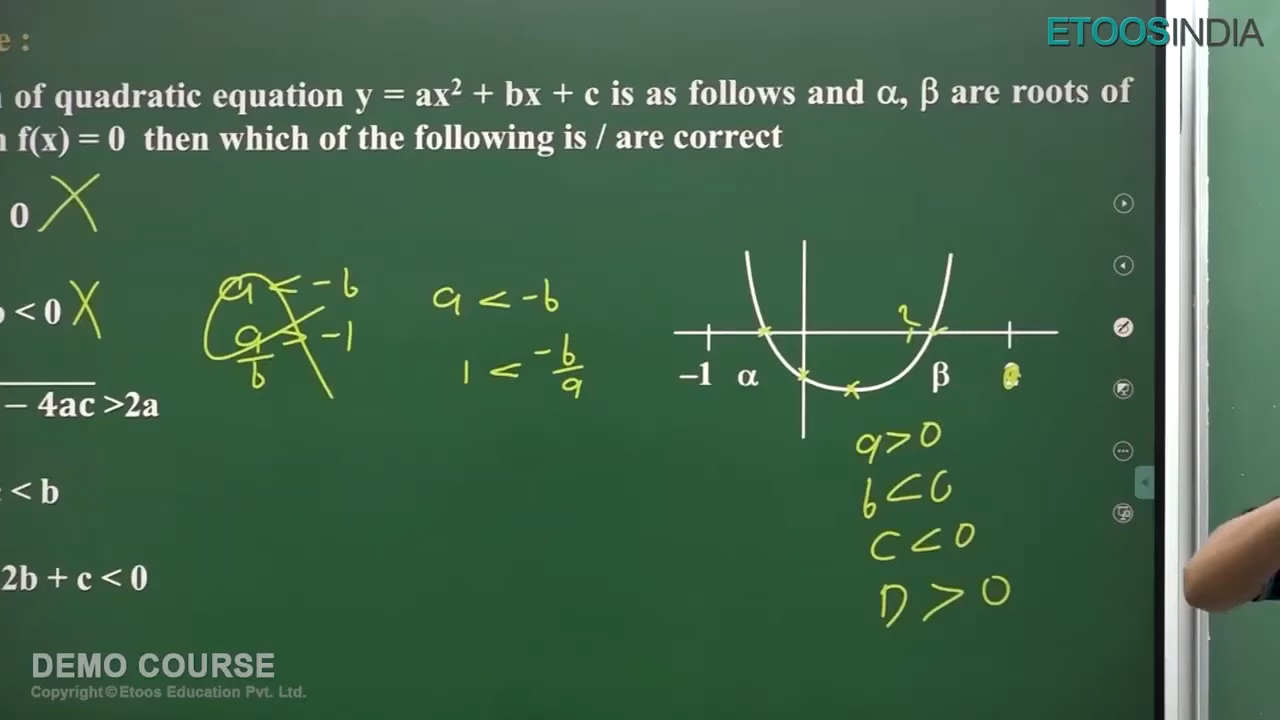 ETOOSINDIA
e :
of quadratic equation y = ax² + bx + c is as follows and α, β are roots of
f(x) = 0 then which of the following is / are correct
0 X
a < -b
a/b > -1
a < -b
1 < -b/a
< 0 X
2
-1 α β
– 4ac >2a
a>0
b<0
< b
c<0
2b + c < 0
D > 0
DEMO COURSE
Copyright © Etoos Education Pvt. Ltd.